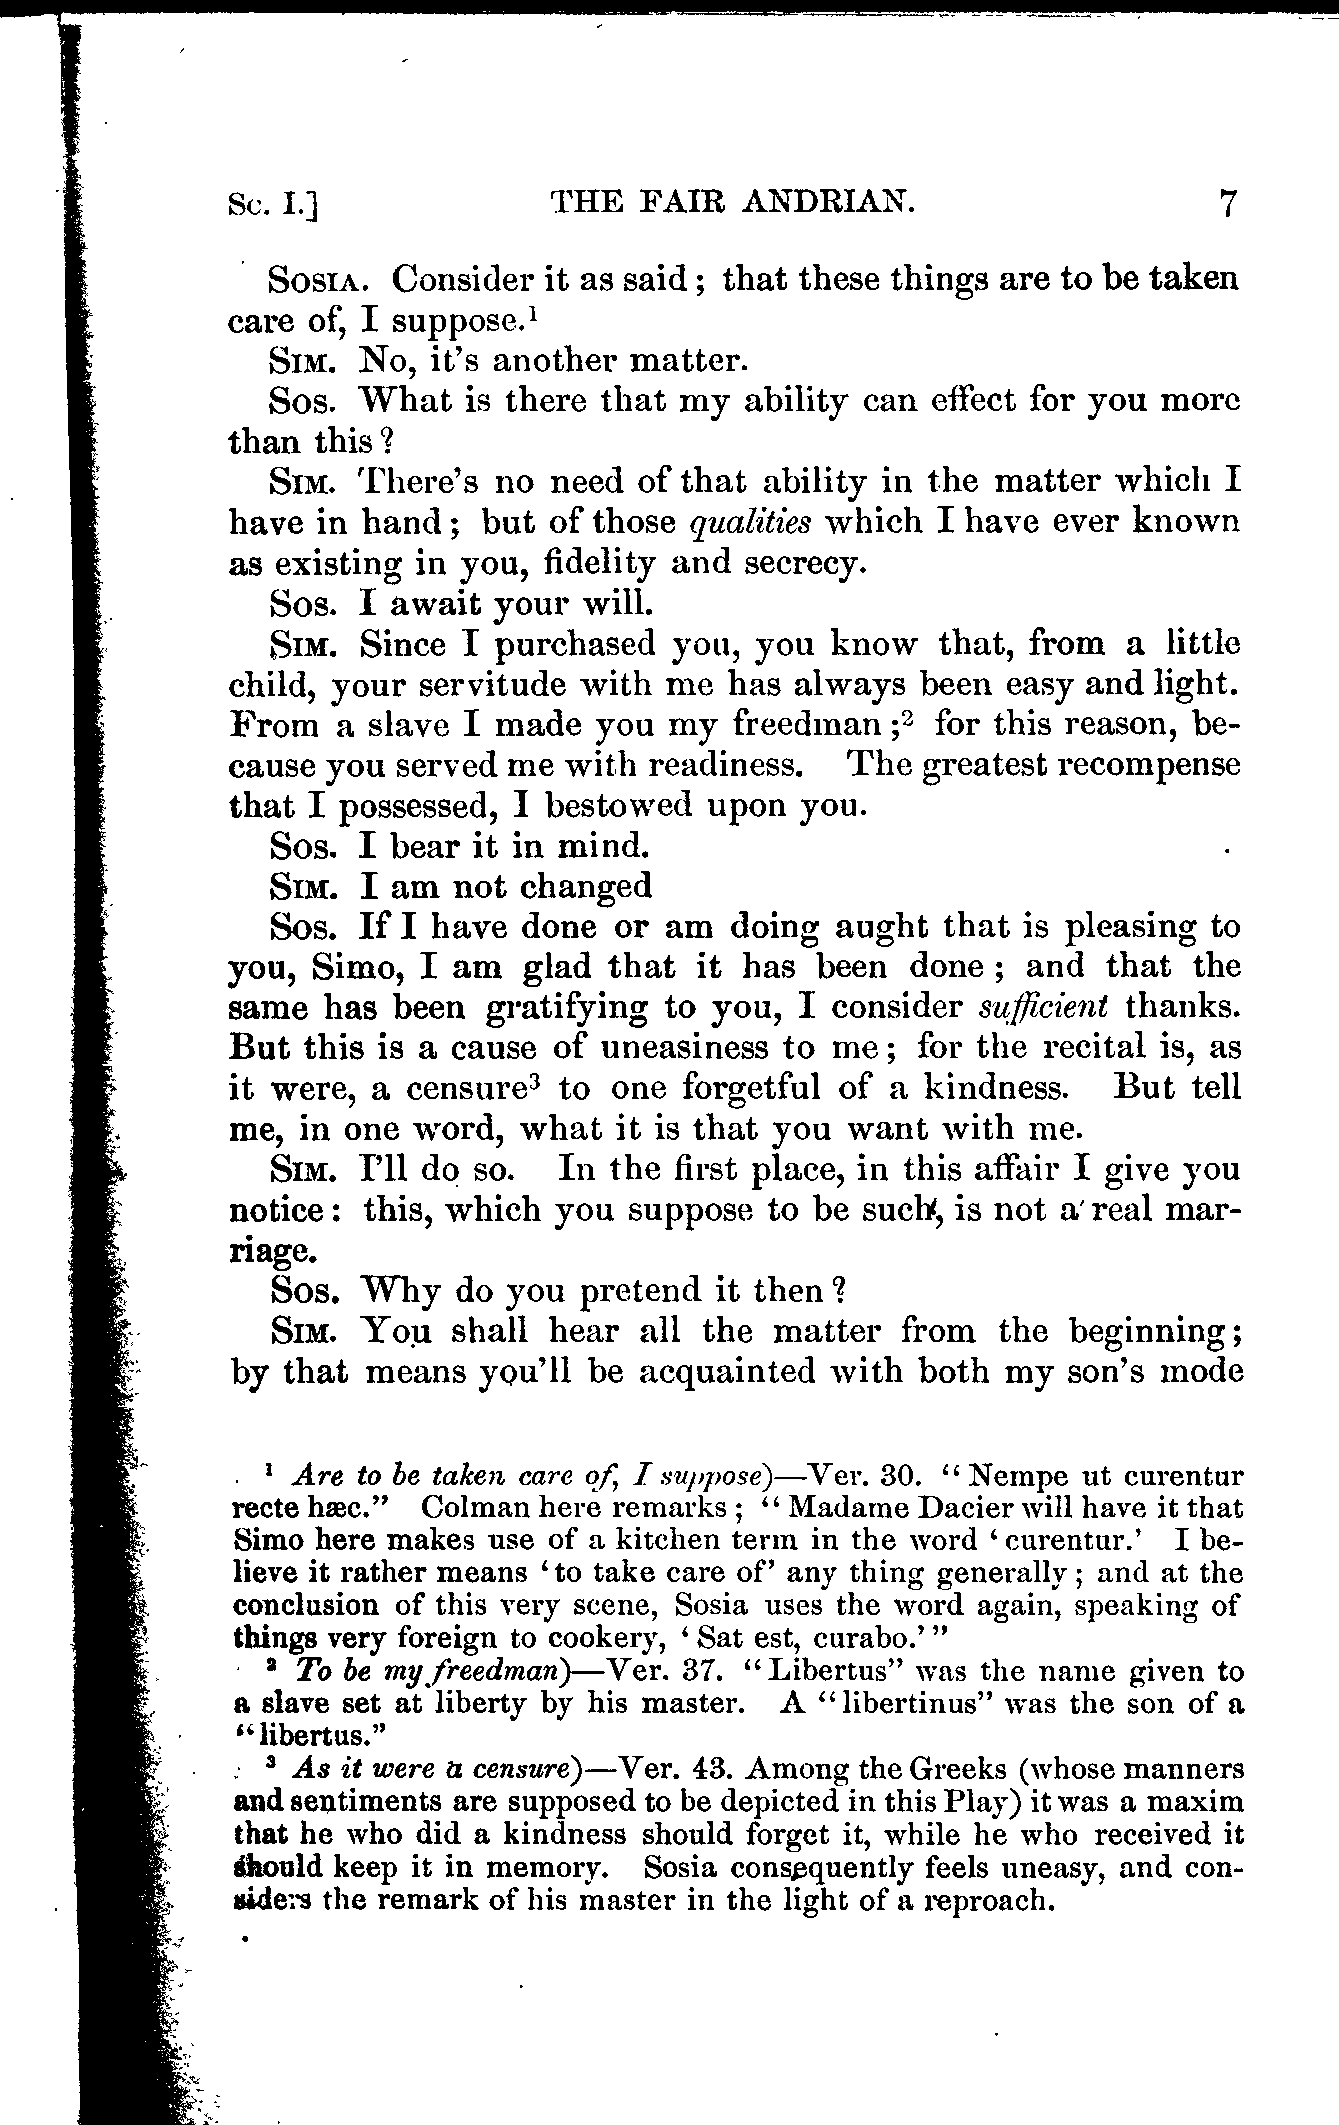 Sc. I.] THE FAIR ANDRIAN. 7
Sosia. Consider it as said; that these things are to be taken
care of, I suppose.¹
Sim. No, it's another matter.
Sos. What is there that my ability can effect for you more
than this?
Sim. There's no need of that ability in the matter which I
have in hand; but of those qualities which I have ever known
as existing in you, fidelity and secrecy.
Sos. I await your will.
Sim. Since I purchased you, you know that, from a little
child, your servitude with me has always been easy and light.
From a slave I made you my freedman;² for this reason, be-
cause you served me with readiness. The greatest recompense
that I possessed, I bestowed upon you.
Sos. I bear it in mind.
Sim. I am not changed
Sos. If I have done or am doing aught that is pleasing to
you, Simo, I am glad that it has been done; and that the
same has been gratifying to you, I consider sufficient thanks.
But this is a cause of uneasiness to me; for the recital is, as
it were, a censure³ to one forgetful of a kindness. But tell
me, in one word, what it is that you want with me.
Sim. I'll do so. In the first place, in this affair I give you
notice: this, which you suppose to be such, is not a real mar-
riage.
Sos. Why do you pretend it then?
Sim. You shall hear all the matter from the beginning;
by that means you'll be acquainted with both my son's mode
¹ Are to be taken care of, I suppose)—Ver. 30. "Nempe ut curentur
recte hæc." Colman here remarks; "Madame Dacier will have it that
Simo here makes use of a kitchen term in the word 'curentur.' I be-
lieve it rather means 'to take care of' any thing generally; and at the
conclusion of this very scene, Sosia uses the word again, speaking of
things very foreign to cookery, 'Sat est, curabo.'"
² To be my freedman)—Ver. 37. "Libertus" was the name given to
a slave set at liberty by his master. A "libertinus" was the son of a
"libertus."
³ As it were a censure)—Ver. 43. Among the Greeks (whose manners
and sentiments are supposed to be depicted in this Play) it was a maxim
that he who did a kindness should forget it, while he who received it
should keep it in memory. Sosia consequently feels uneasy, and con-
siders the remark of his master in the light of a reproach.